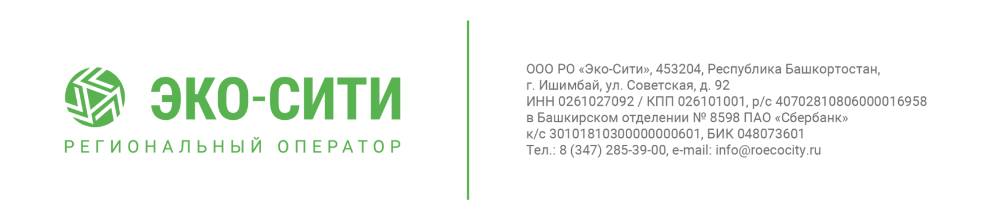 ЭКО-СИТИ
РЕГИОНАЛЬНЫЙ ОПЕРАТОР
ООО РО «Эко-Сити», 453204, Республика Башкортостан,
г. Ишимбай, ул. Советская, д. 92
ИНН 0261027092 / КПП 026101001, р/с 40702810806000016958
в Башкирском отделении № 8598 ПАО «Сбербанк»
к/с 30101810300000000601, БИК 048073601
Тел.: 8 (347) 285-39-00, e-mail: info@roecocity.ru